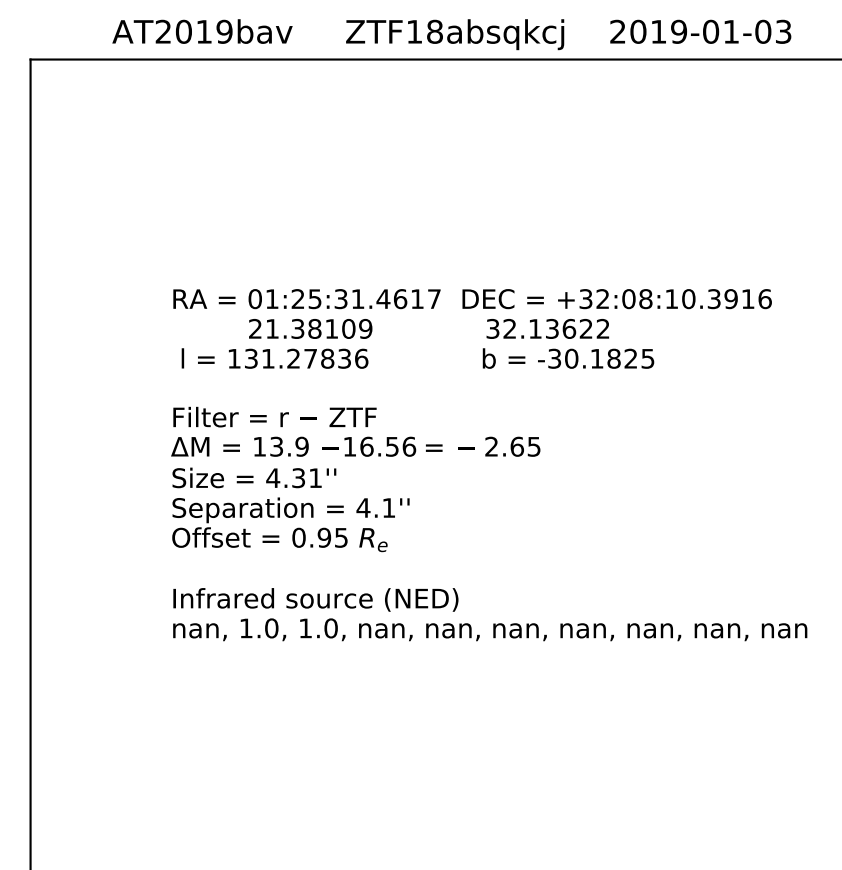 AT2019bav ZTF18absqkcj 2019-01-03
RA = 01:25:31.4617 DEC = +32:08:10.3916
21.38109 32.13622
l = 131.27836 b = -30.1825
Filter = r − ZTF
ΔM = 13.9 −16.56 = − 2.65
Size = 4.31''
Separation = 4.1''
Offset = 0.95 Re
Infrared source (NED)
nan, 1.0, 1.0, nan, nan, nan, nan, nan, nan, nan